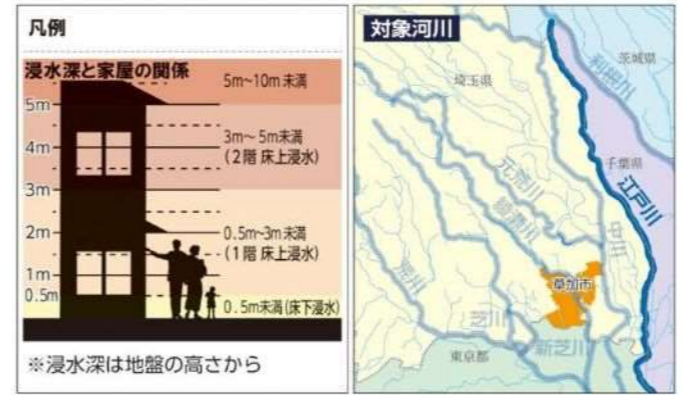 凡例
浸水深と家屋の関係
5m~10m未満
5m
3m~5m未満
(2階 床上浸水)
4m
3m
0.5m~3m未満
(1階 床上浸水)
2m
1m
0.5m
0.5m未満(床下浸水)
※浸水深は地盤の高さから
対象河川
茨城県
利根川
埼玉県
千葉県
江戸川
元荒川
綾瀬川
中川
荒川
草加市
芝川
新芝川
東京都